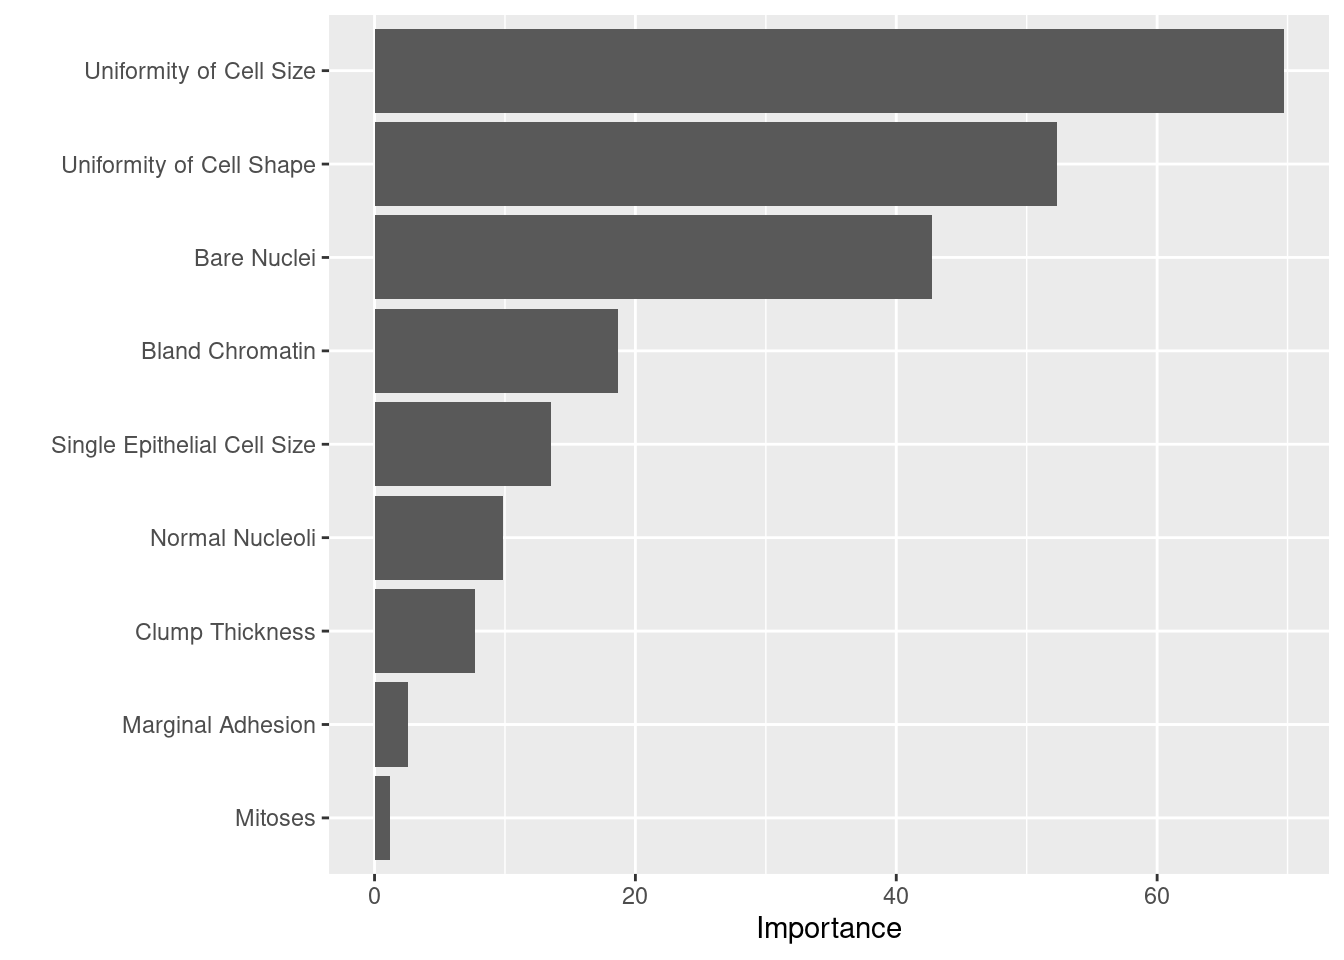 Uniformity of Cell Size
Uniformity of Cell Shape
Bare Nuclei
Bland Chromatin
Single Epithelial Cell Size
Normal Nucleoli
Clump Thickness
Marginal Adhesion
Mitoses
0 20 40 60
Importance